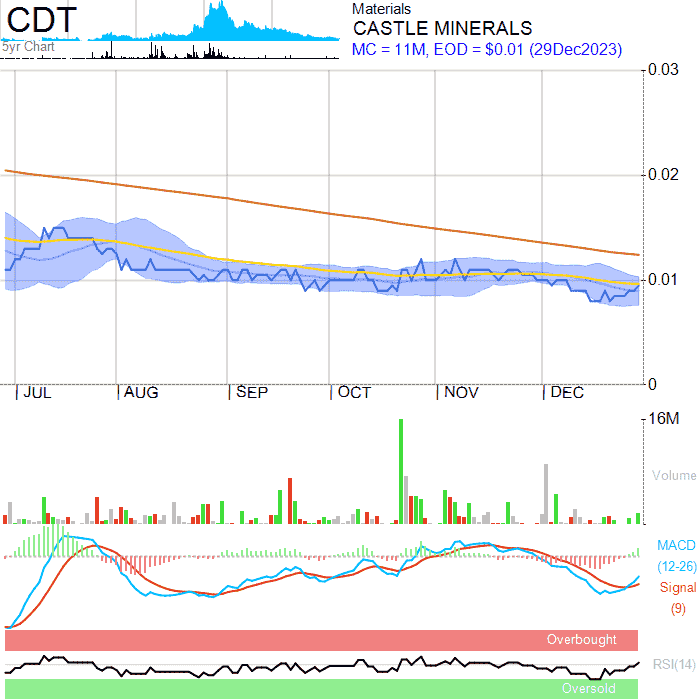 CDT
5yr Chart
Materials
CASTLE MINERALS
MC = 11M, EOD = $0.01 (29Dec2023)
0.03
0.02
0.01
0
JUL AUG SEP OCT NOV DEC
16M
Volume
MACD
(12-26)
Signal
(9)
Overbought
RSI(14)
Oversold